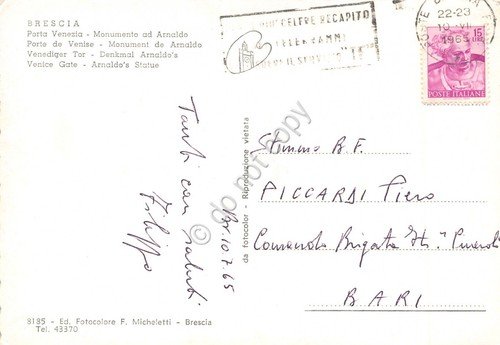 BRESCIA
Porta Venezia - Monumento ad Arnaldo
Porte de Venise - Monument de Arnaldo
Venediger Tor - Denkmal Arnaldo's
Venice Gate - Arnaldo's Statue
RECAPITO
TELEGRAMMI
22-23
1965
15
POSTE ITALIANE
Tanti cari saluti
Filippo
Br. 10.7.65
da fotocolor - Riproduzione vietata
© do not copy
B. F.
PICCARDI Piero
Comando Brigata
BARI
8185 - Ed. Fotocolore F. Micheletti - Brescia
Tel. 43370